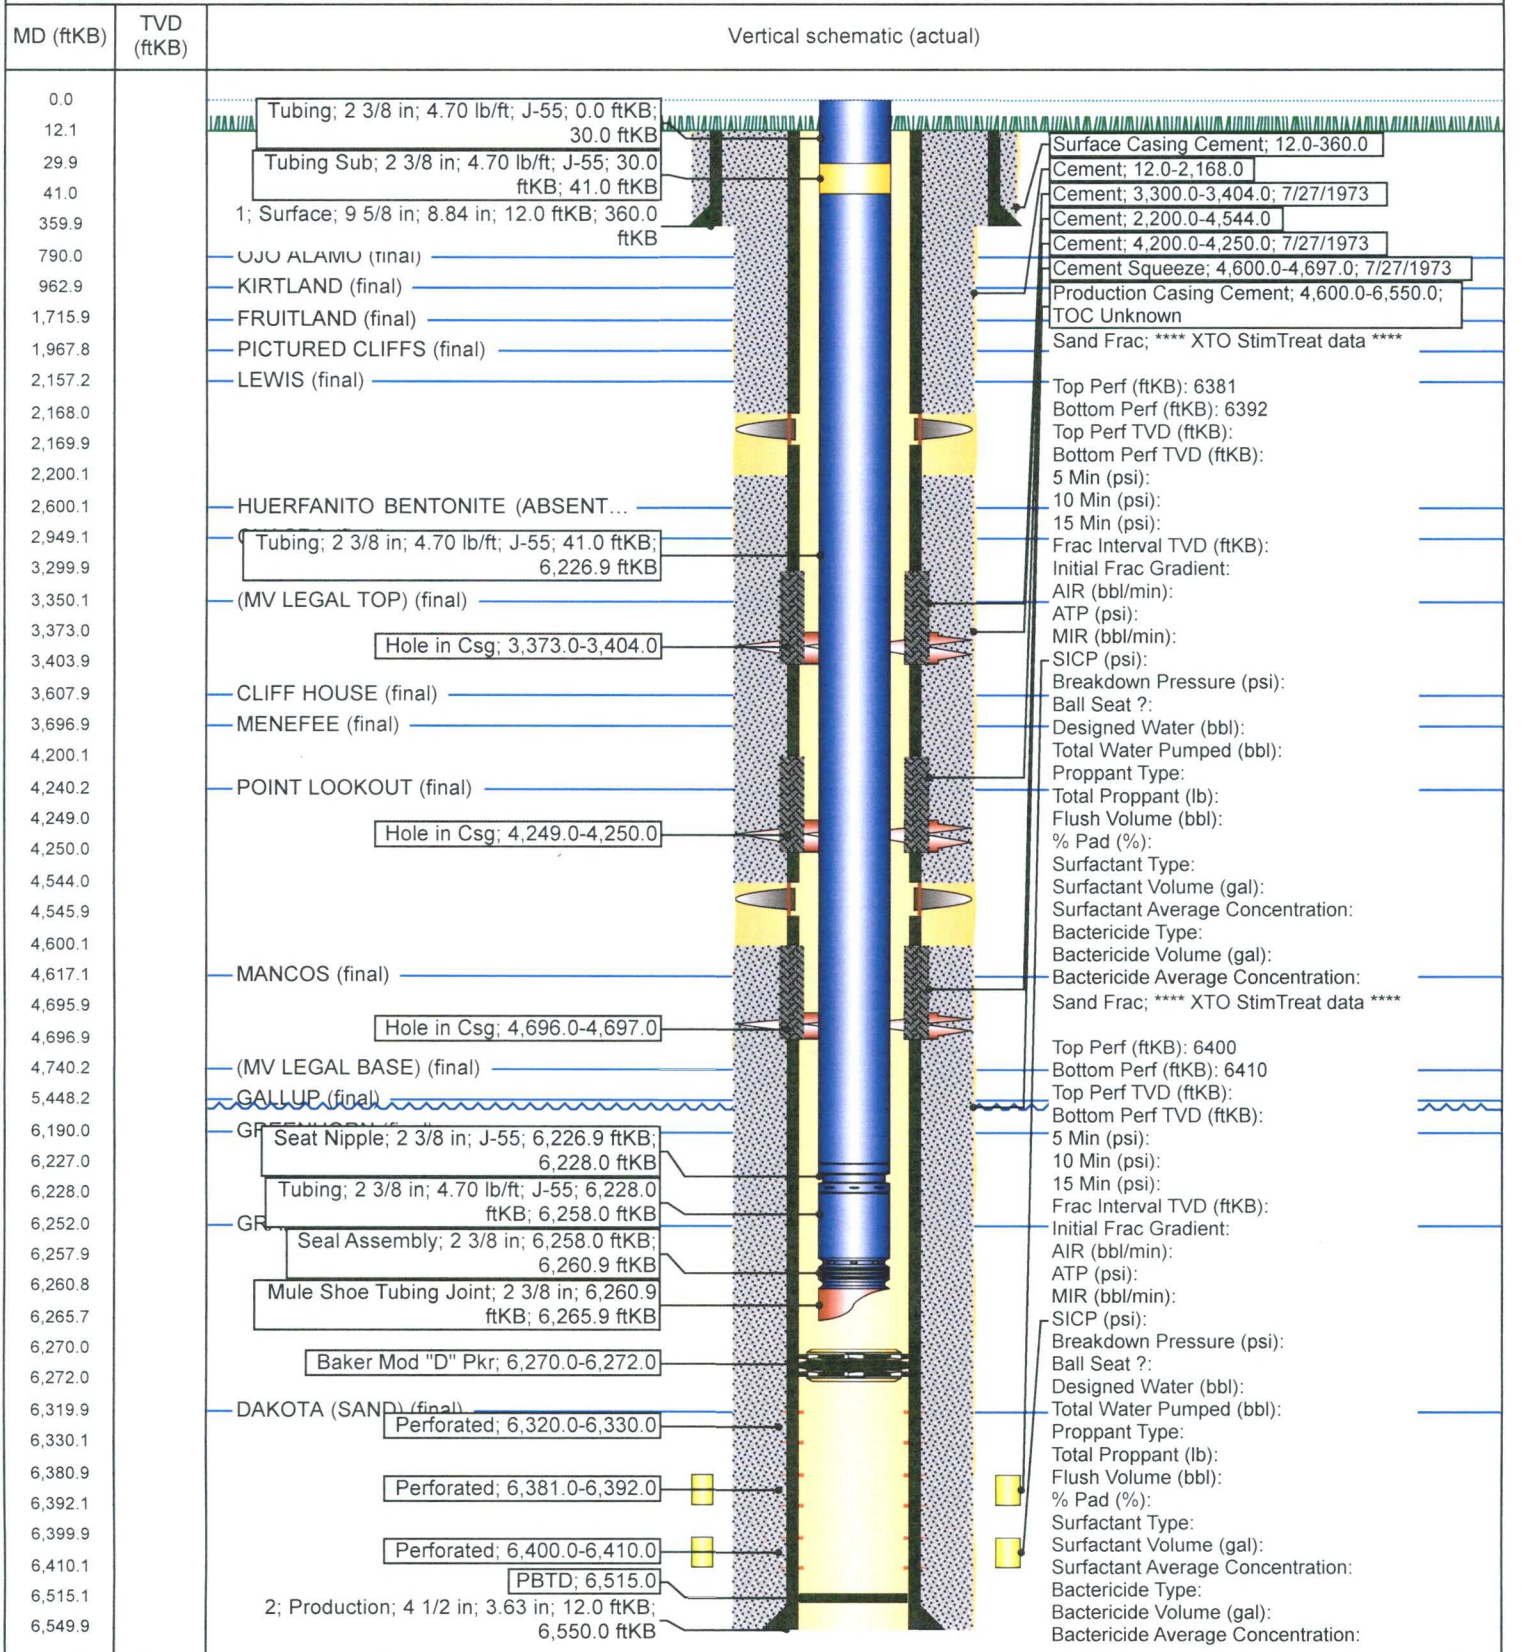 MD (ftKB)
TVD
(ftKB)
Vertical schematic (actual)
0.0
12.1
29.9
41.0
359.9
790.0
962.9
1,715.9
1,967.8
2,157.2
2,168.0
2,169.9
2,200.1
2,600.1
2,949.1
3,299.9
3,350.1
3,373.0
3,403.9
3,607.9
3,696.9
4,200.1
4,240.2
4,249.0
4,250.0
4,544.0
4,545.9
4,600.1
4,617.1
4,695.9
4,696.9
4,740.2
5,448.2
6,190.0
6,227.0
6,228.0
6,252.0
6,257.9
6,260.8
6,265.7
6,270.0
6,272.0
6,319.9
6,330.1
6,380.9
6,392.1
6,399.9
6,410.1
6,515.1
6,549.9
Tubing; 2 3/8 in; 4.70 lb/ft; J-55; 0.0 ftKB;
30.0 ftKB
Tubing Sub; 2 3/8 in; 4.70 lb/ft; J-55; 30.0
ftKB; 41.0 ftKB
1; Surface; 9 5/8 in; 8.84 in; 12.0 ftKB; 360.0
ftKB
OJO ALAMO (final)
KIRTLAND (final)
FRUITLAND (final)
PICTURED CLIFFS (final)
LEWIS (final)
HUERFANITO BENTONITE (ABSENT...
Tubing; 2 3/8 in; 4.70 lb/ft; J-55; 41.0 ftKB;
6,226.9 ftKB
(MV LEGAL TOP) (final)
Hole in Csg; 3,373.0-3,404.0
CLIFF HOUSE (final)
MENEFEE (final)
POINT LOOKOUT (final)
Hole in Csg; 4,249.0-4,250.0
MANCOS (final)
Hole in Csg; 4,696.0-4,697.0
(MV LEGAL BASE) (final)
GALLUP (final)
Seat Nipple; 2 3/8 in; J-55; 6,226.9 ftKB;
6,228.0 ftKB
Tubing; 2 3/8 in; 4.70 lb/ft; J-55; 6,228.0
ftKB; 6,258.0 ftKB
Seal Assembly; 2 3/8 in; 6,258.0 ftKB;
6,260.9 ftKB
Mule Shoe Tubing Joint; 2 3/8 in; 6,260.9
ftKB; 6,265.9 ftKB
Baker Mod "D" Pkr; 6,270.0-6,272.0
DAKOTA (SAND) (final)
Perforated; 6,320.0-6,330.0
Perforated; 6,381.0-6,392.0
Perforated; 6,400.0-6,410.0
PBTD; 6,515.0
2; Production; 4 1/2 in; 3.63 in; 12.0 ftKB;
6,550.0 ftKB
Surface Casing Cement; 12.0-360.0
Cement; 12.0-2,168.0
Cement; 3,300.0-3,404.0; 7/27/1973
Cement; 2,200.0-4,544.0
Cement; 4,200.0-4,250.0; 7/27/1973
Cement Squeeze; 4,600.0-4,697.0; 7/27/1973
Production Casing Cement; 4,600.0-6,550.0;
TOC Unknown
Sand Frac; **** XTO StimTreat data ****
Top Perf (ftKB): 6381
Bottom Perf (ftKB): 6392
Top Perf TVD (ftKB):
Bottom Perf TVD (ftKB):
5 Min (psi):
10 Min (psi):
15 Min (psi):
Frac Interval TVD (ftKB):
Initial Frac Gradient:
AIR (bbl/min):
ATP (psi):
MIR (bbl/min):
SICP (psi):
Breakdown Pressure (psi):
Ball Seat ?:
Designed Water (bbl):
Total Water Pumped (bbl):
Proppant Type:
Total Proppant (lb):
Flush Volume (bbl):
% Pad (%):
Surfactant Type:
Surfactant Volume (gal):
Surfactant Average Concentration:
Bactericide Type:
Bactericide Volume (gal):
Bactericide Average Concentration:
Sand Frac; **** XTO StimTreat data ****
Top Perf (ftKB): 6400
Bottom Perf (ftKB): 6410
Top Perf TVD (ftKB):
Bottom Perf TVD (ftKB):
5 Min (psi):
10 Min (psi):
15 Min (psi):
Frac Interval TVD (ftKB):
Initial Frac Gradient:
AIR (bbl/min):
ATP (psi):
MIR (bbl/min):
SICP (psi):
Breakdown Pressure (psi):
Ball Seat ?:
Designed Water (bbl):
Total Water Pumped (bbl):
Proppant Type:
Total Proppant (lb):
Flush Volume (bbl):
% Pad (%):
Surfactant Type:
Surfactant Volume (gal):
Surfactant Average Concentration:
Bactericide Type:
Bactericide Volume (gal):
Bactericide Average Concentration: